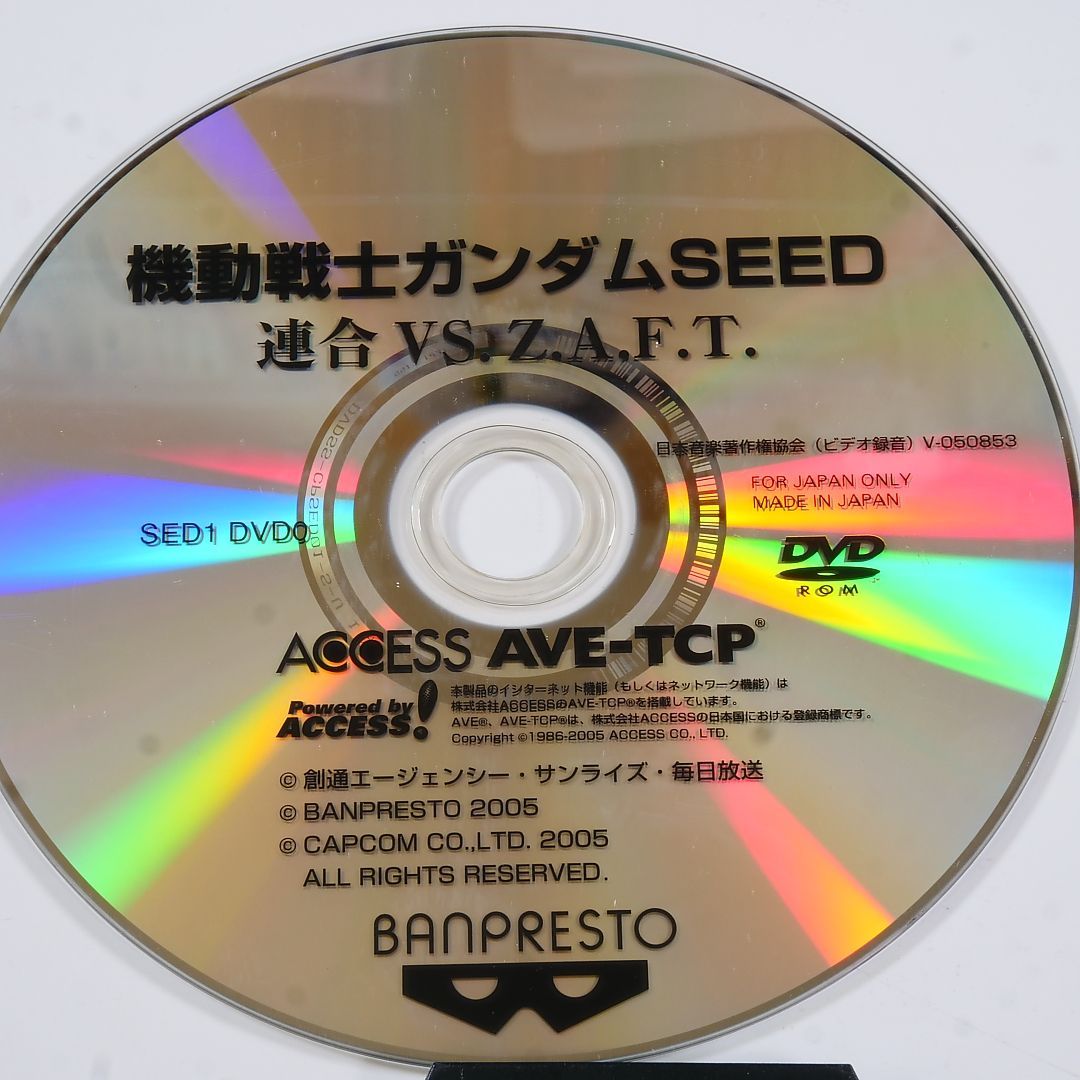 機動戦士ガンダムSEED
連合 VS. Z.A.F.T.
日本音楽著作権協会（ビデオ録音）V-050853
FOR JAPAN ONLY
MADE IN JAPAN
SED1 DVD0
DVD
ROM
ACCESS AVE-TCP®
Powered by
ACCESS!
本製品のインターネット機能（もしくはネットワーク機能）は
株式会社ACCESSのAVE-TCP®を搭載しています。
AVE®、AVE-TCP®は、株式会社ACCESSの日本国における登録商標です。
Copyright ©1986-2005 ACCESS CO., LTD.
© 創通エージェンシー・サンライズ・毎日放送
© BANPRESTO 2005
© CAPCOM CO.,LTD. 2005
ALL RIGHTS RESERVED.
BANPRESTO